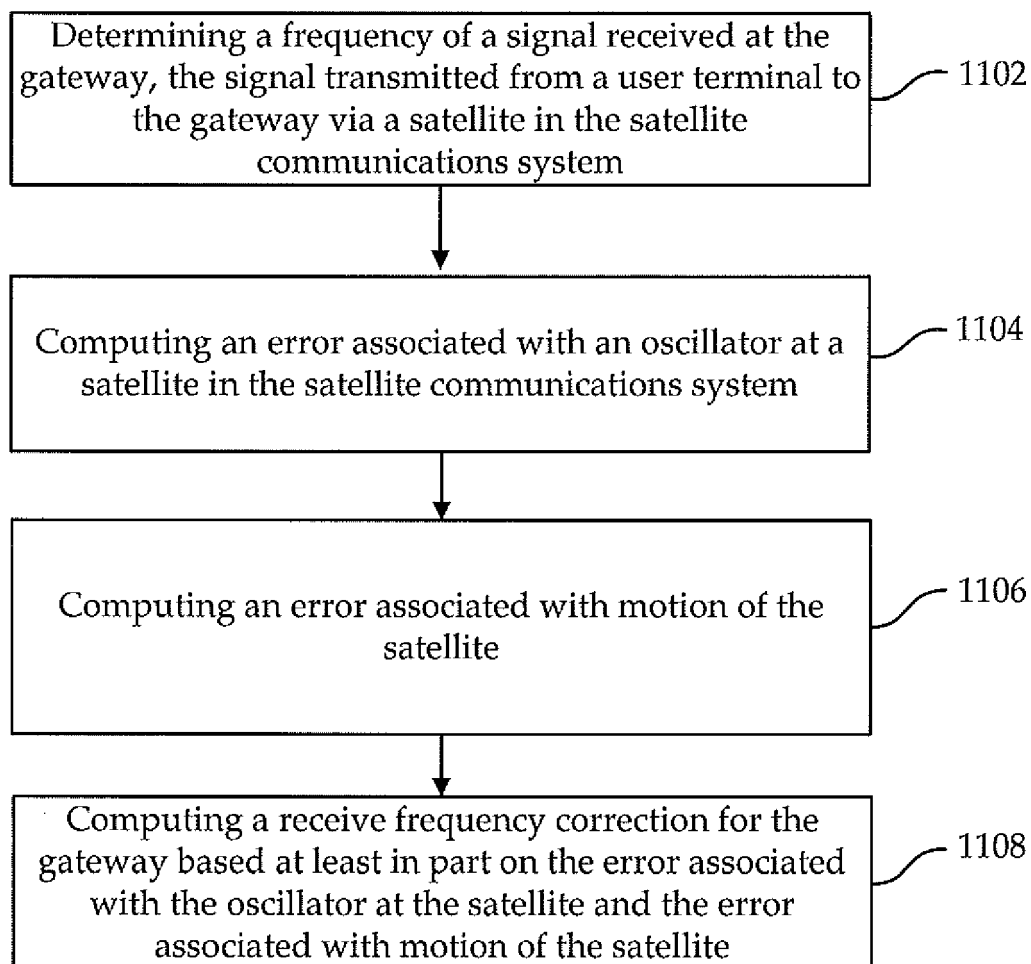 Determining a frequency of a signal received at the
gateway, the signal transmitted from a user terminal to
the gateway via a satellite in the satellite
communications system
1102
Computing an error associated with an oscillator at a
satellite in the satellite communications system
1104
Computing an error associated with motion of the
satellite
1106
Computing a receive frequency correction for the
gateway based at least in part on the error associated
with the oscillator at the satellite and the error
associated with motion of the satellite
1108